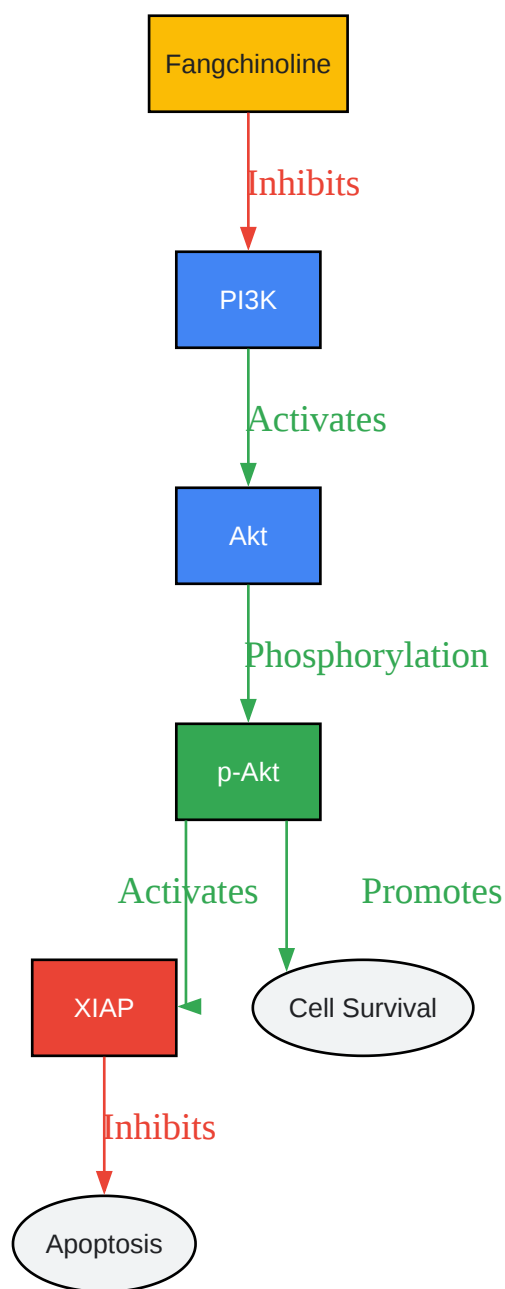 Fangchinoline
Inhibits
PI3K
Activates
Akt
Phosphorylation
p-Akt
Activates
Promotes
XIAP
Cell Survival
Inhibits
Apoptosis